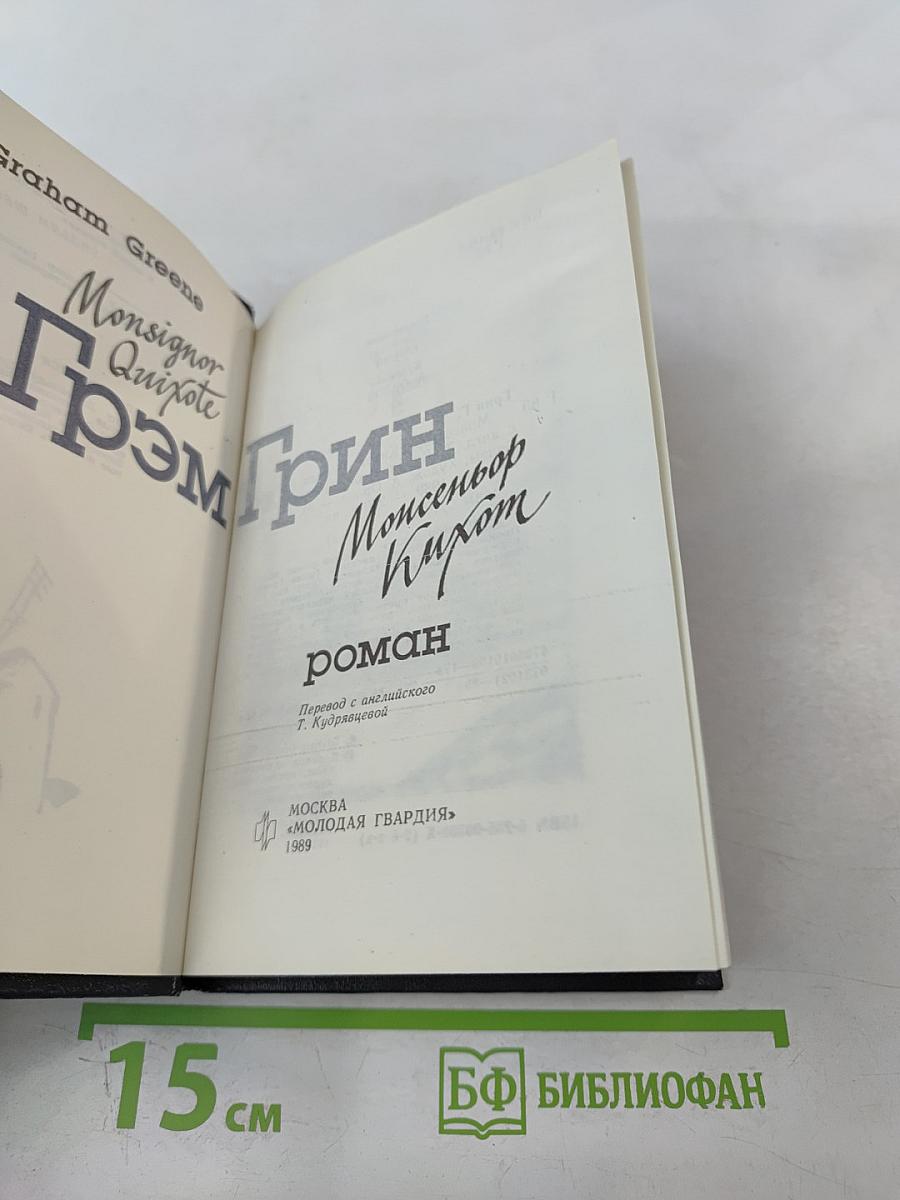 Graham Greene
Monsignor
Quixote
Грэм
Грин
Монсеньор
Кихот
роман
Перевод с английского
Т. Кудрявцевой
МОСКВА
«МОЛОДАЯ ГВАРДИЯ»
1989
15 см
БФ БИБЛИОФАН